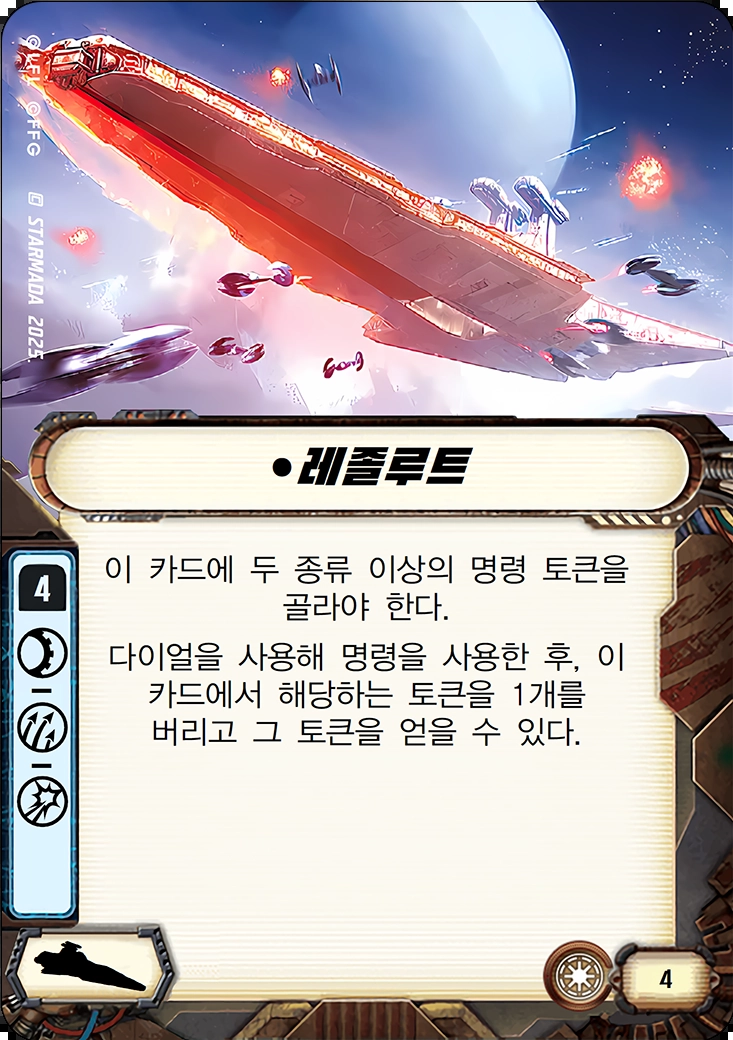 ©LFL ©FFG © STARMADA 2025.
•레졸루트
4
이 카드에 두 종류 이상의 명령 토큰을
골라야 한다.
다이얼을 사용해 명령을 사용한 후, 이
카드에서 해당하는 토큰을 1개를
버리고 그 토큰을 얻을 수 있다.
4